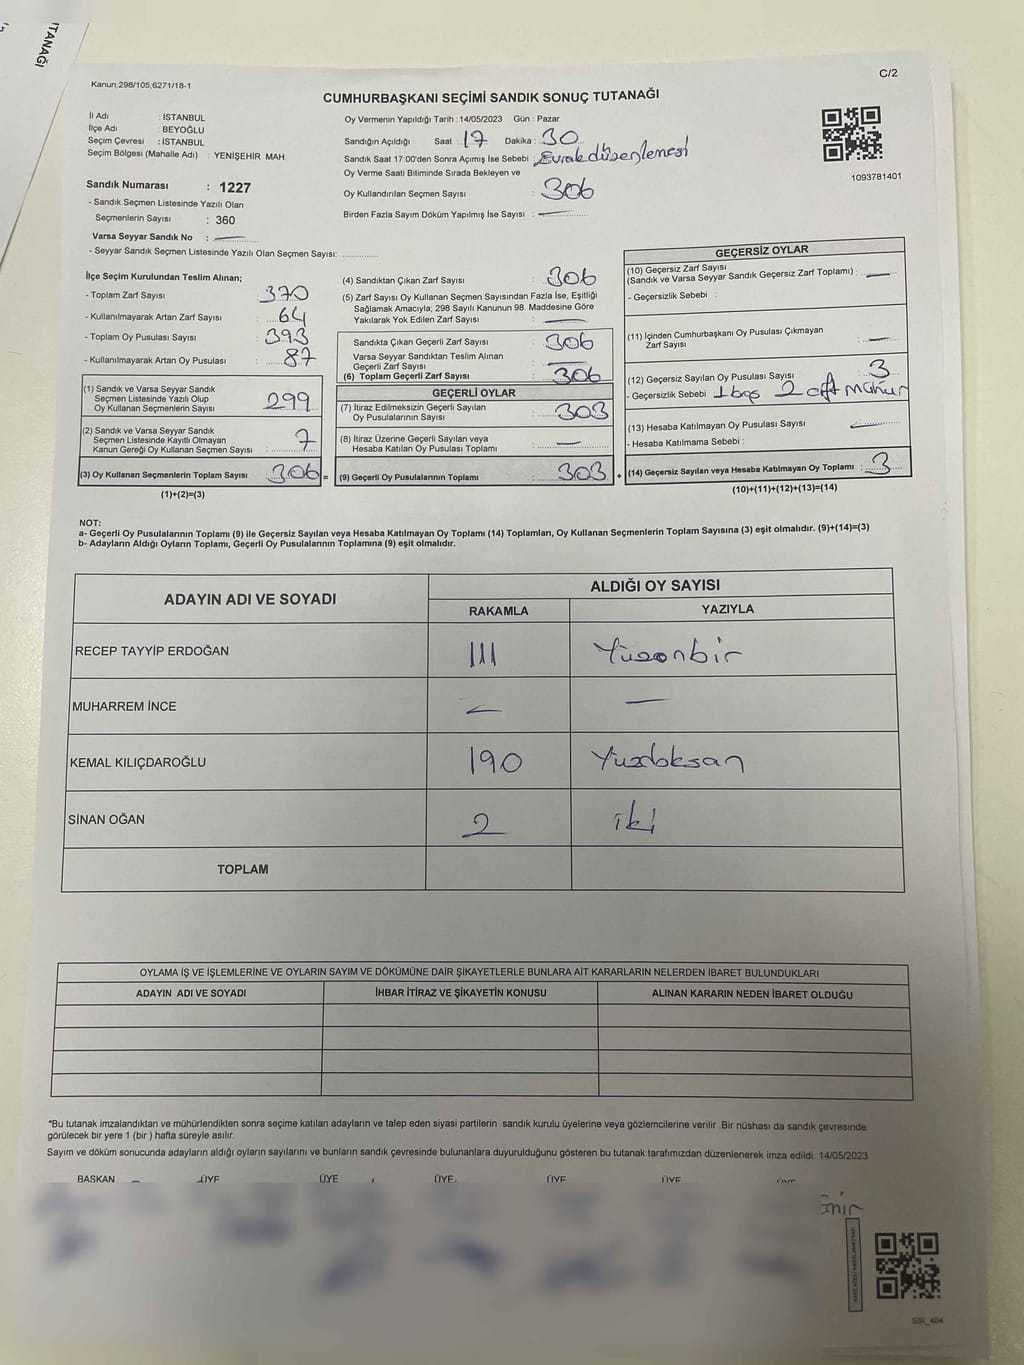 TUTANAĞI
Kanun;298/105;6271/18-1
C/2
CUMHURBAŞKANI SEÇİMİ SANDIK SONUÇ TUTANAĞI
İl Adı : İSTANBUL
İlçe Adı : BEYOĞLU
Seçim Çevresi : İSTANBUL
Seçim Bölgesi (Mahalle Adı) : YENİŞEHİR MAH.
Sandık Numarası : 1227
- Sandık Seçmen Listesinde Yazılı Olan
Seçmenlerin Sayısı : 360
Varsa Seyyar Sandık No : —
- Seyyar Sandık Seçmen Listesinde Yazılı Olan Seçmen Sayısı:
Oy Vermenin Yapıldığı Tarih : 14/05/2023 Gün : Pazar
Sandığın Açıldığı Saat 17 Dakika : 30
Sandık Saat 17:00'den Sonra Açımış İse Sebebi : Evrak düzenlemesi
Oy Verme Saati Bitiminde Sırada Bekleyen ve
Oy Kullandırılan Seçmen Sayısı : 306
Birden Fazla Sayım Döküm Yapılmış İse Sayısı : —
1093781401
İlçe Seçim Kurulundan Teslim Alınan;
- Toplam Zarf Sayısı : 370
- Kullanılmayarak Artan Zarf Sayısı : 64
- Toplam Oy Pusulası Sayısı : 393
- Kullanılmayarak Artan Oy Pusulası : 87
(1) Sandık ve Varsa Seyyar Sandık
Seçmen Listesinde Yazılı Olup
Oy Kullanan Seçmenlerin Sayısı : 299
(2) Sandık ve Varsa Seyyar Sandık
Seçmen Listesinde Kayıtlı Olmayan
Kanun Gereği Oy Kullanan Seçmen Sayısı : 7
(3) Oy Kullanan Seçmenlerin Toplam Sayısı : 306 =
(1)+(2)=(3)
(4) Sandıktan Çıkan Zarf Sayısı : 306
(5) Zarf Sayısı Oy Kullanan Seçmen Sayısından Fazla İse, Eşitliği
Sağlamak Amacıyla; 298 Sayılı Kanunun 98. Maddesine Göre
Yakılarak Yok Edilen Zarf Sayısı : —
Sandıkta Çıkan Geçerli Zarf Sayısı : 306
Varsa Seyyar Sandıktan Teslim Alınan
Geçerli Zarf Sayısı : —
(6) Toplam Geçerli Zarf Sayısı : 306
GEÇERLİ OYLAR
(7) İtiraz Edilmeksizin Geçerli Sayılan
Oy Pusulalarının Sayısı : 303
(8) İtiraz Üzerine Geçerli Sayılan veya
Hesaba Katılan Oy Pusulası Toplamı : —
(9) Geçerli Oy Pusulalarının Toplamı : 303 +
GEÇERSİZ OYLAR
(10) Geçersiz Zarf Sayısı
(Sandık ve Varsa Seyyar Sandık Geçersiz Zarf Toplamı) : —
- Geçersizlik Sebebi :
(11) İçinden Cumhurbaşkanı Oy Pusulası Çıkmayan
Zarf Sayısı : —
(12) Geçersiz Sayılan Oy Pusulası Sayısı : 3
- Geçersizlik Sebebi : 1 boş 2 çift mühür
(13) Hesaba Katılmayan Oy Pusulası Sayısı : —
- Hesaba Katılmama Sebebi :
(14) Geçersiz Sayılan veya Hesaba Katılmayan Oy Toplamı : 3
(10)+(11)+(12)+(13)=(14)
NOT:
a- Geçerli Oy Pusulalarının Toplamı (9) ile Geçersiz Sayılan veya Hesaba Katılmayan Oy Toplamı (14) Toplamları, Oy Kullanan Seçmenlerin Toplam Sayısına (3) eşit olmalıdır. (9)+(14)=(3)
b- Adayların Aldığı Oyların Toplamı, Geçerli Oy Pusulalarının Toplamına (9) eşit olmalıdır.
ADAYIN ADI VE SOYADI
ALDIĞI OY SAYISI
RAKAMLA YAZIYLA
RECEP TAYYİP ERDOĞAN 111 Yüzonbir
MUHARREM İNCE — —
KEMAL KILIÇDAROĞLU 190 Yüzdoksan
SİNAN OĞAN 2 iki
TOPLAM
OYLAMA İŞ VE İŞLEMLERİNE VE OYLARIN SAYIM VE DÖKÜMÜNE DAİR ŞİKAYETLERLE BUNLARA AİT KARARLARIN NELERDEN İBARET BULUNDUKLARI
ADAYIN ADI VE SOYADI İHBAR İTİRAZ VE ŞİKAYETİN KONUSU ALINAN KARARIN NEDEN İBARET OLDUĞU
*Bu tutanak imzalandıktan ve mühürlendikten sonra seçime katılan adayların ve talep eden siyasi partilerin sandık kurulu üyelerine veya gözlemcilerine verilir .Bir nüshası da sandık çevresinde
görülecek bir yere 1 (bir ) hafta süreyle asılır.
Sayım ve döküm sonucunda adayların aldığı oyların sayılarını ve bunların sandık çevresinde bulunanlara duyurulduğunu gösteren bu tutanak tarafımızdan düzenlenerek imza edildi. 14/05/2023
BAŞKAN ÜYE ÜYE ÜYE ÜYE ÜYE ÜYE